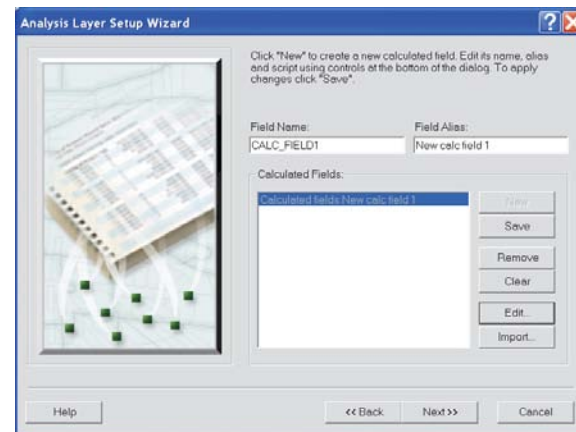 Analysis Layer Setup Wizard
Click "New" to create a new calculated field. Edit its name, alias
and script using controls at the bottom of the dialog. To apply
changes click "Save".
Field Name:
Field Alias:
CALC_FIELD1
New calc field 1
Calculated Fields:
Calculated fields:New calc field 1
New
Save
Remove
Clear
Edit...
Import...
Help
<< Back
Next >>
Cancel